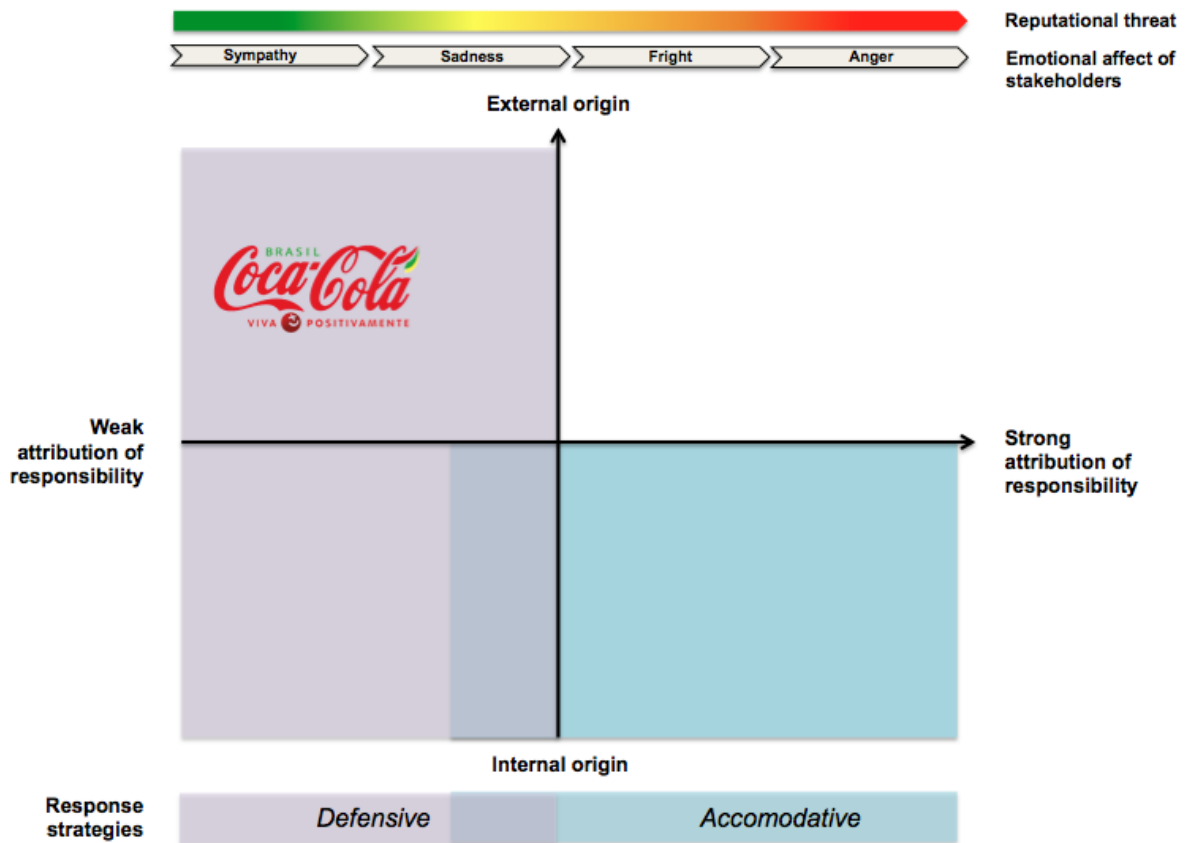 Reputational threat
Sympathy
Sadness
Fright
Anger
Emotional affect of
stakeholders
External origin
BRASIL
Coca-Cola
VIVA POSITIVAMENTE
Weak
attribution of
responsibility
Strong
attribution of
responsibility
Internal origin
Response
strategies
Defensive
Accomodative